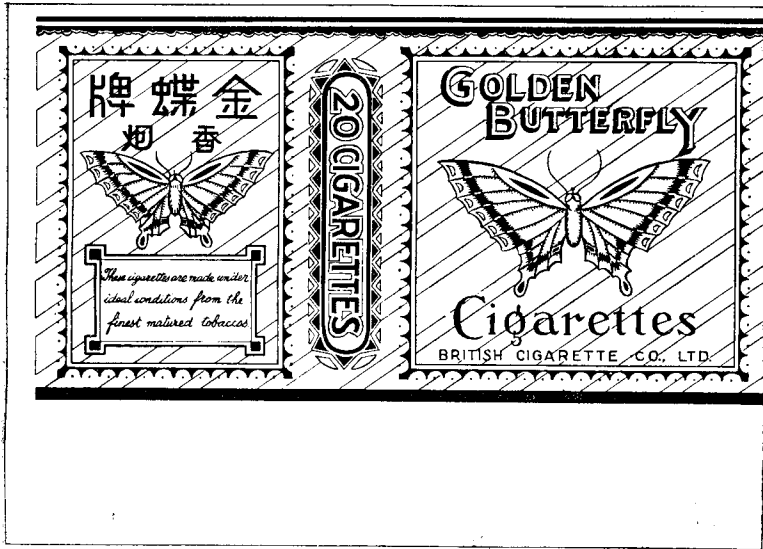 金蝶牌
香烟
These cigarettes are made under
ideal conditions from the
finest matured tobaccos
20 CIGARETTES
GOLDEN
BUTTERFLY
Cigarettes
BRITISH CIGARETTE CO., LTD.